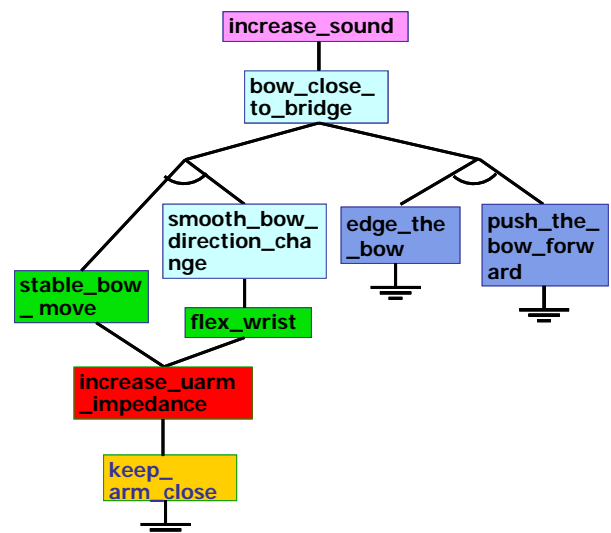 increase_sound
bow_close_
to_bridge
smooth_bow_
direction_cha
nge
edge_the
_bow
push_the_
bow_forw
ard
stable_bow
_ move
flex_wrist
increase_uarm
_impedance
keep_
arm_close